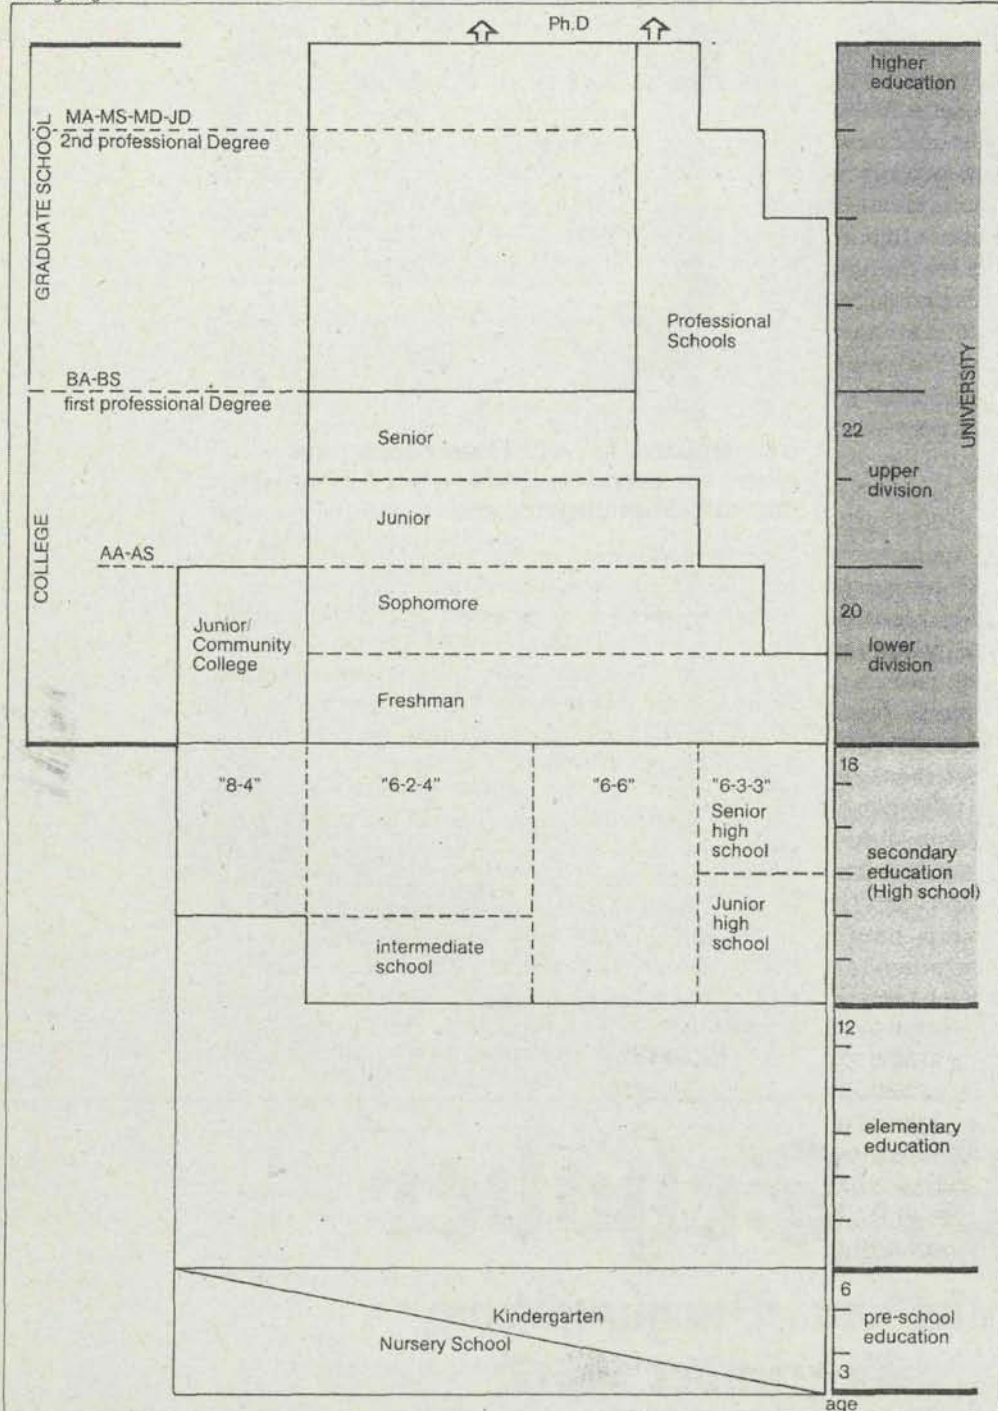 Ph.D
higher
education
MA-MS-MD-JD
2nd professional Degree
GRADUATE SCHOOL
Professional
Schools
UNIVERSITY
BA-BS
first professional Degree
Senior
22
upper
division
Junior
COLLEGE
AA-AS
Sophomore
20
Junior/
Community
College
lower
division
Freshman
18
"8-4"
"6-2-4"
"6-6"
"6-3-3"
Senior
high
school
secondary
education
(High school)
Junior
high
school
intermediate
school
12
elementary
education
6
Kindergarten
pre-school
education
Nursery School
3
age